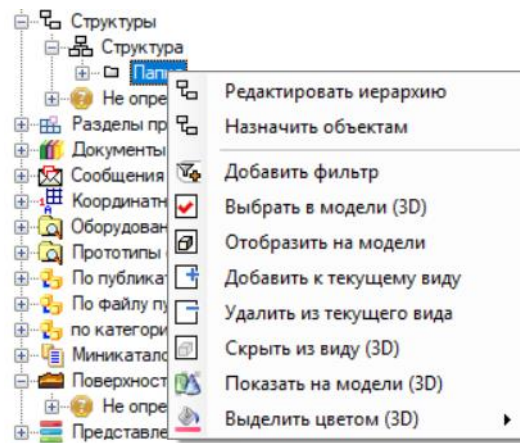 Структуры
Структура
Не опре
Разделы пр
Документы
Сообщения
Координатн
Оборудован
Прототипы
По публика
По файлу пу
по категори
Миникатало
Поверхност
Не опре
Представле
Редактировать иерархию
Назначить объектам
Добавить фильтр
Выбрать в модели (3D)
Отобразить на модели
Добавить к текущему виду
Удалить из текущего вида
Скрыть из виду (3D)
Показать на модели (3D)
Выделить цветом (3D)